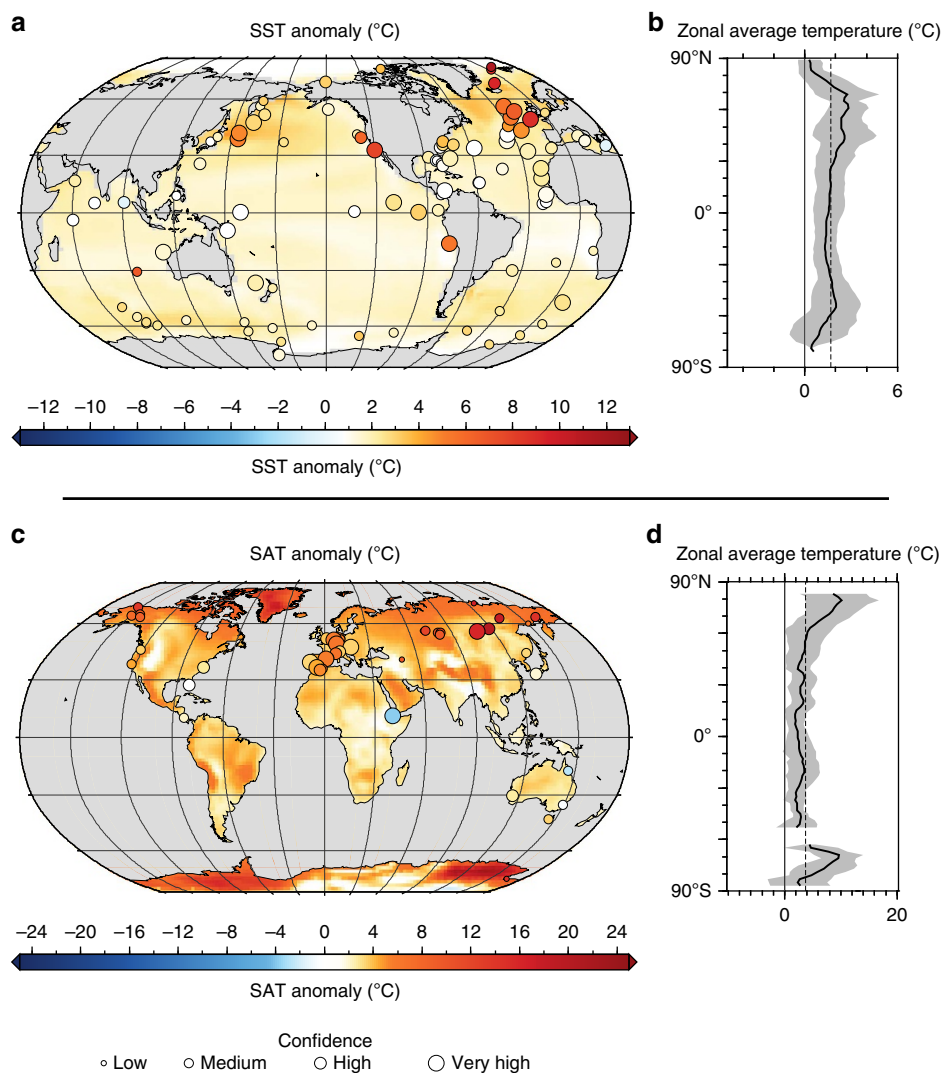 a
SST anomaly (°C)
b
Zonal average temperature (°C)
90°N
0°
0°
90°S
0
6
−12 −10 −8 −6 −4 −2 0 2 4 6 8 10 12
SST anomaly (°C)
c
SAT anomaly (°C)
d
Zonal average temperature (°C)
90°N
0°
0°
90°S
0
20
−24 −20 −16 −12 −8 −4 0 4 8 12 16 20 24
SAT anomaly (°C)
Confidence
Low Medium High Very high